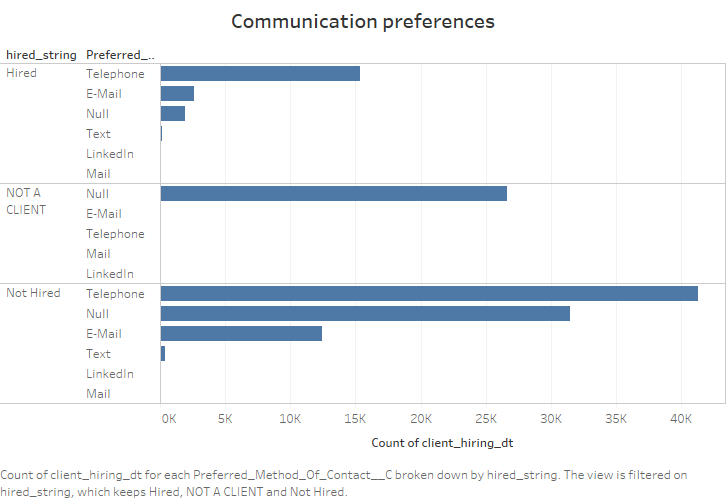 Communication preferences
hired_string Preferred_..
Hired Telephone
E-Mail
Null
Text
LinkedIn
Mail
NOT A CLIENT Null
E-Mail
Telephone
Mail
LinkedIn
Not Hired Telephone
Null
E-Mail
Text
LinkedIn
Mail
0K 5K 10K 15K 20K 25K 30K 35K 40K
Count of client_hiring_dt
Count of client_hiring_dt for each Preferred_Method_Of_Contact__C broken down by hired_string. The view is filtered on
hired_string, which keeps Hired, NOT A CLIENT and Not Hired.